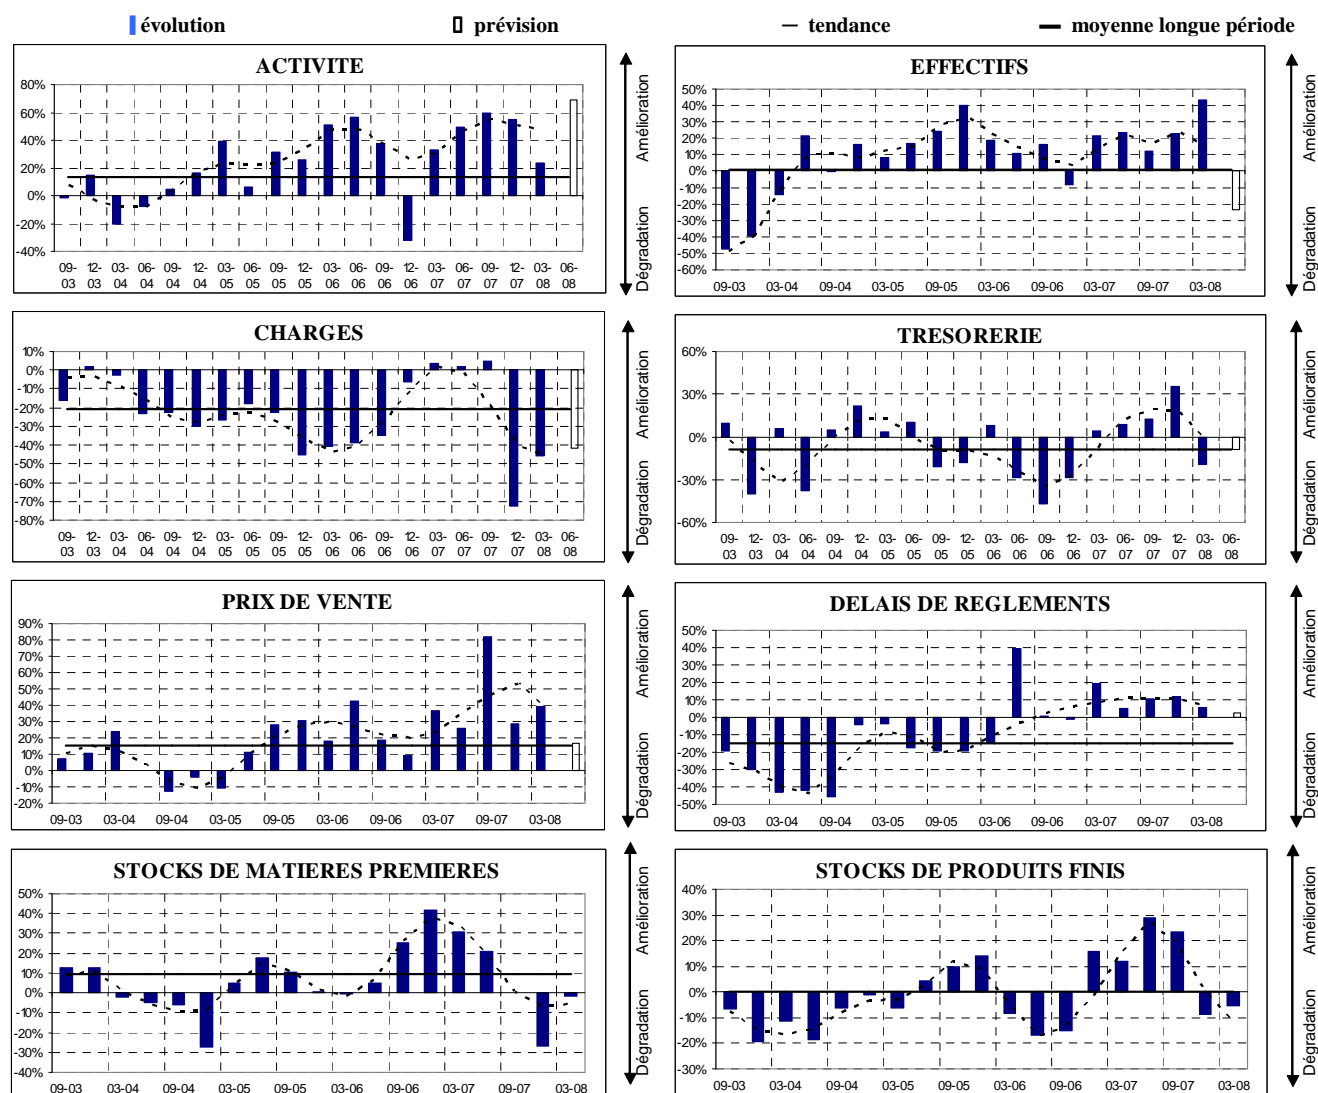 évolution prévision tendance moyenne longue période
ACTIVITE
80%
60%
40%
20%
0%
-20%
-40%
09-03 12-03 03-04 06-04 09-04 12-04 03-05 06-05 09-05 12-05 03-06 06-06 09-06 12-06 03-07 06-07 09-07 12-07 03-08 06-08
Amélioration
Dégradation
EFFECTIFS
50%
40%
30%
20%
10%
0%
-10%
-20%
-30%
-40%
-50%
-60%
09-03 03-04 09-04 03-05 09-05 03-06 09-06 03-07 09-07 03-08
Amélioration
Dégradation
CHARGES
10%
0%
-10%
-20%
-30%
-40%
-50%
-60%
-70%
-80%
09-03 12-03 03-04 06-04 09-04 12-04 03-05 06-05 09-05 12-05 03-06 06-06 09-06 12-06 03-07 06-07 09-07 12-07 03-08 06-08
Amélioration
Dégradation
TRESORERIE
60%
30%
0%
-30%
-60%
09-03 12-03 03-04 06-04 09-04 12-04 03-05 06-05 09-05 12-05 03-06 06-06 09-06 12-06 03-07 06-07 09-07 12-07 03-08 06-08
Amélioration
Dégradation
PRIX DE VENTE
90%
80%
70%
60%
50%
40%
30%
20%
10%
0%
-10%
-20%
09-03 03-04 09-04 03-05 09-05 03-06 09-06 03-07 09-07 03-08
Amélioration
Dégradation
DELAIS DE REGLEMENTS
50%
40%
30%
20%
10%
0%
-10%
-20%
-30%
-40%
-50%
09-03 03-04 09-04 03-05 09-05 03-06 09-06 03-07 09-07 03-08
Amélioration
Dégradation
STOCKS DE MATIERES PREMIERES
50%
40%
30%
20%
10%
0%
-10%
-20%
-30%
-40%
09-03 03-04 09-04 03-05 09-05 03-06 09-06 03-07 09-07 03-08
Amélioration
Dégradation
STOCKS DE PRODUITS FINIS
40%
30%
20%
10%
0%
-10%
-20%
-30%
09-03 03-04 09-04 03-05 09-05 03-06 09-06 03-07 09-07 03-08
Amélioration
Dégradation